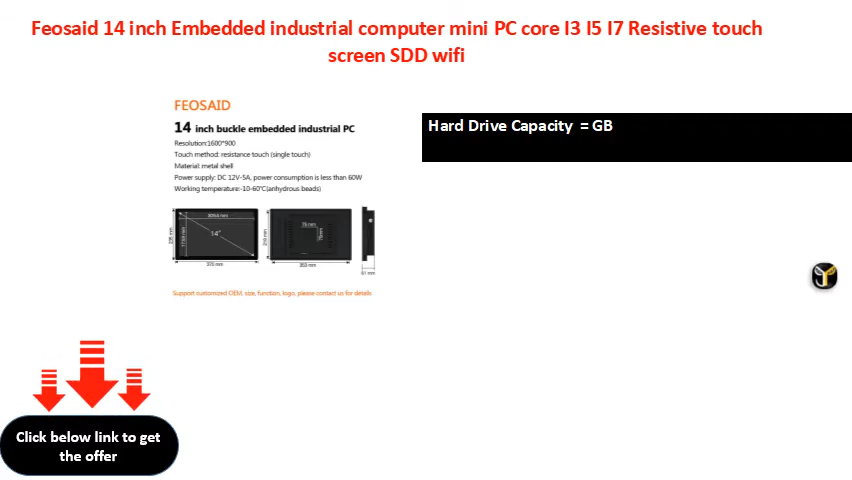 Feosaid 14 inch Embedded industrial computer mini PC core I3 I5 I7 Resistive touch
screen SDD wifi
FEOSAID
14 inch buckle embedded industrial PC
Resolution:1600*900
Touch method: resistance touch (single touch)
Material: metal shell
Power supply: DC 12V-5A, power consumption is less than 60W
Working temperature:-10-60°C(anhydrous beads)
Hard Drive Capacity = GB
14"
370 mm
61 mm
Support customized OEM, size, function, logo, please contact us for details
Click below link to get
the offer